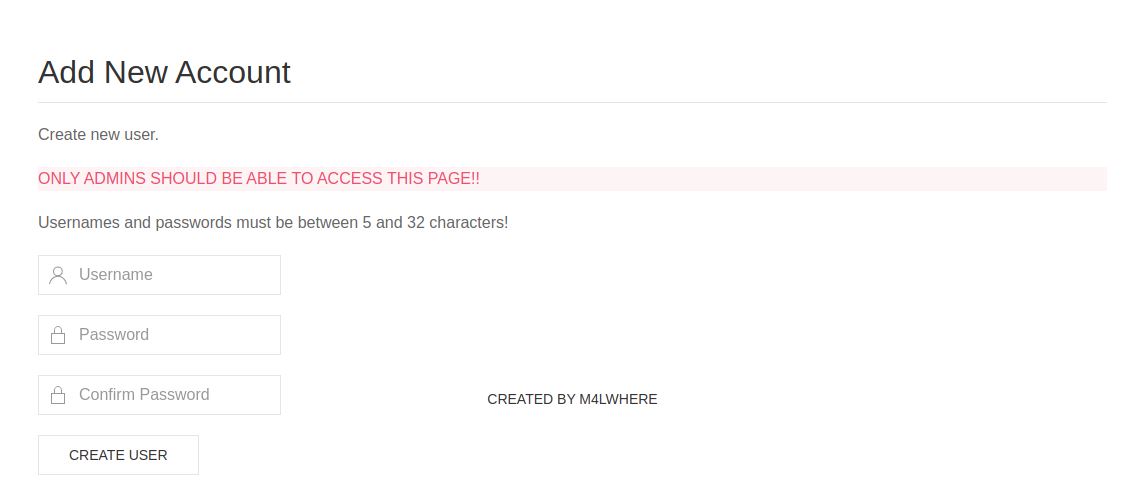 Add New Account
Create new user.
ONLY ADMINS SHOULD BE ABLE TO ACCESS THIS PAGE!!
Usernames and passwords must be between 5 and 32 characters!
Username
Password
Confirm Password
CREATED BY M4LWHERE
CREATE USER